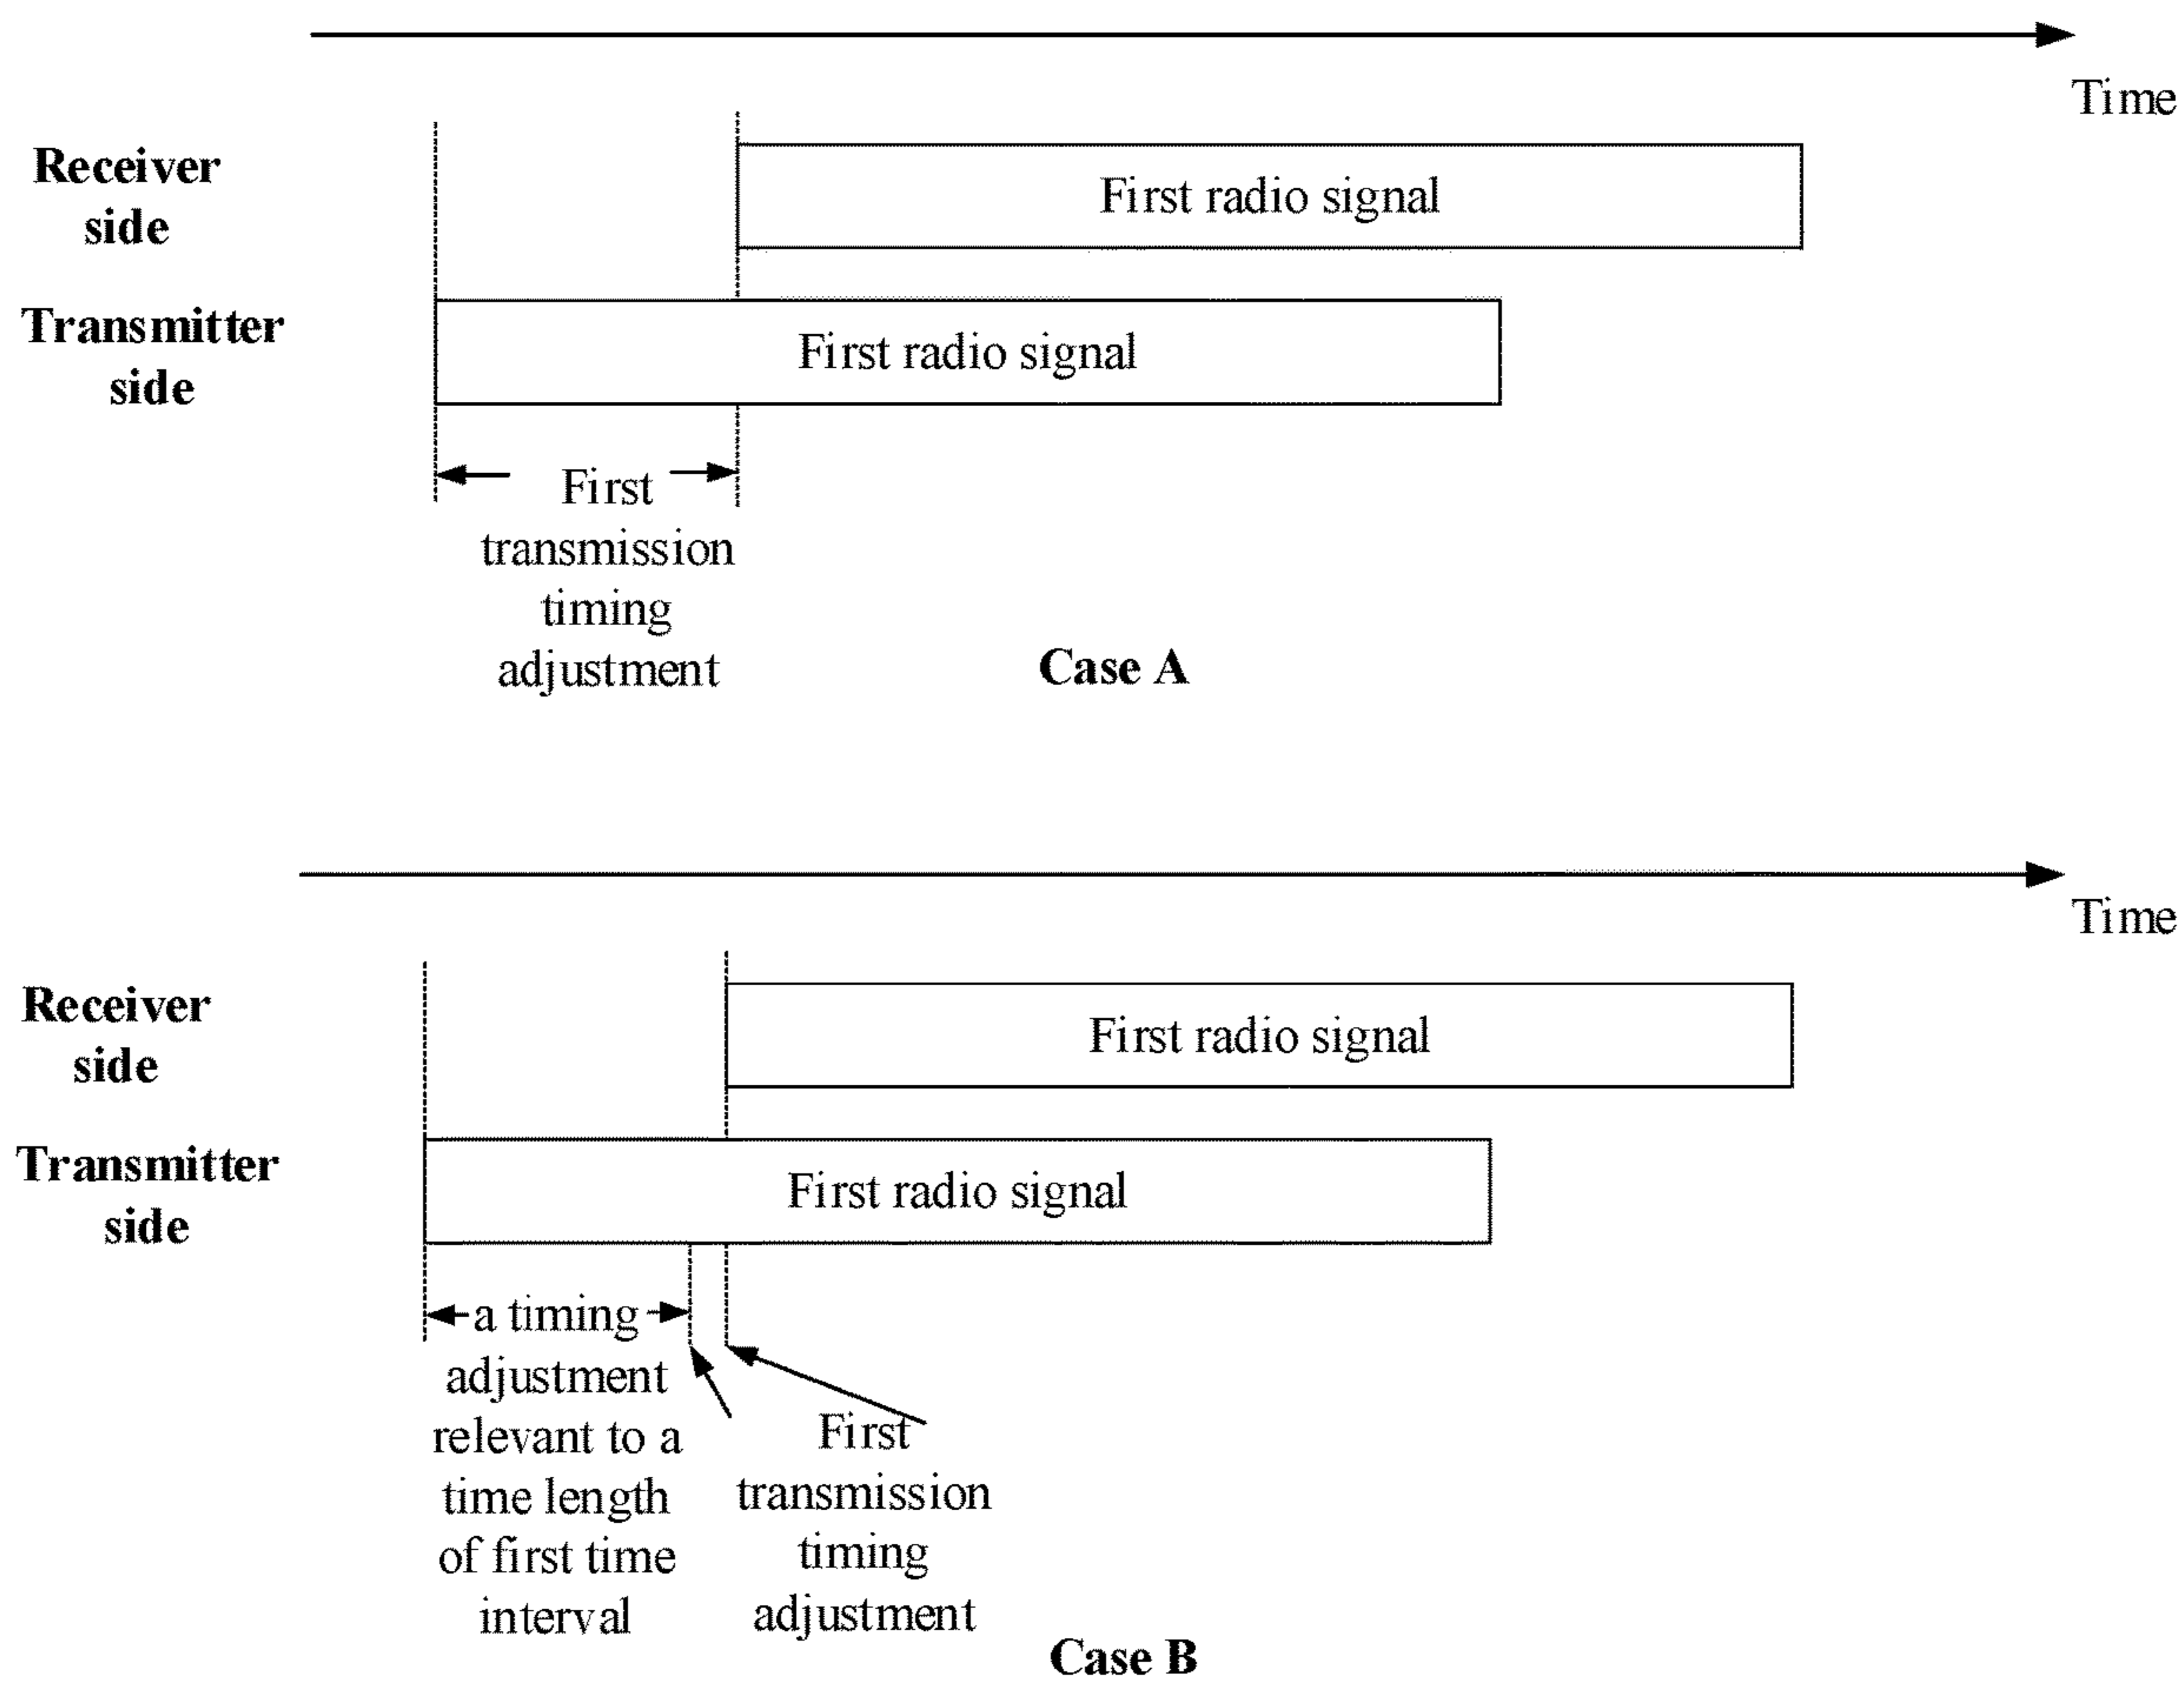 Time
Receiver
side
First radio signal
Transmitter
side
First radio signal
First
transmission
timing
adjustment
Case A
Time
Receiver
side
First radio signal
Transmitter
side
First radio signal
a timing
adjustment
relevant to a
time length
of first time
interval
First
transmission
timing
adjustment
Case B